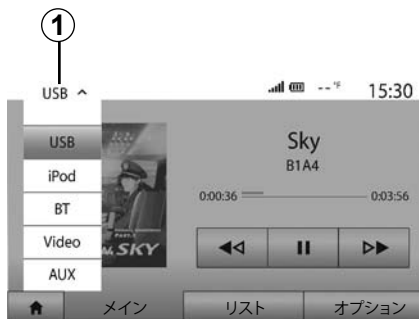 1
USB
--°F
15:30
USB
iPod
BT
Video
AUX
SKY
Sky
B1A4
0:00:36
0:03:56
メイン
リスト
オプション